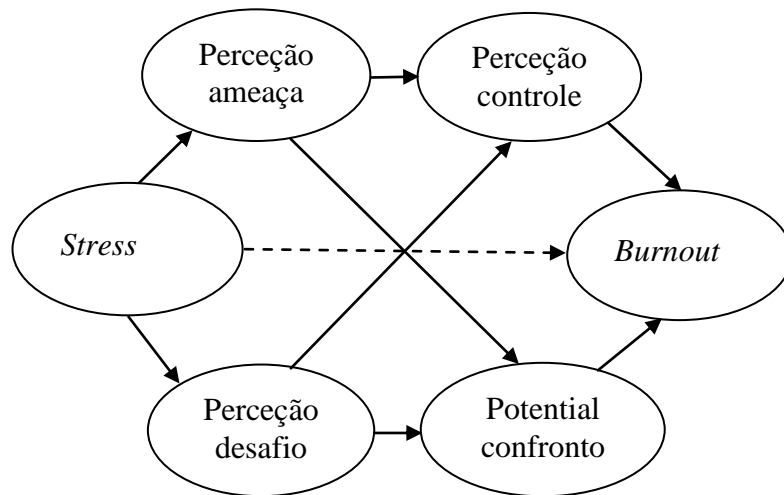 Perceção
ameaça
Perceção
controle
Stress
Burnout
Perceção
desafio
Potential
confronto